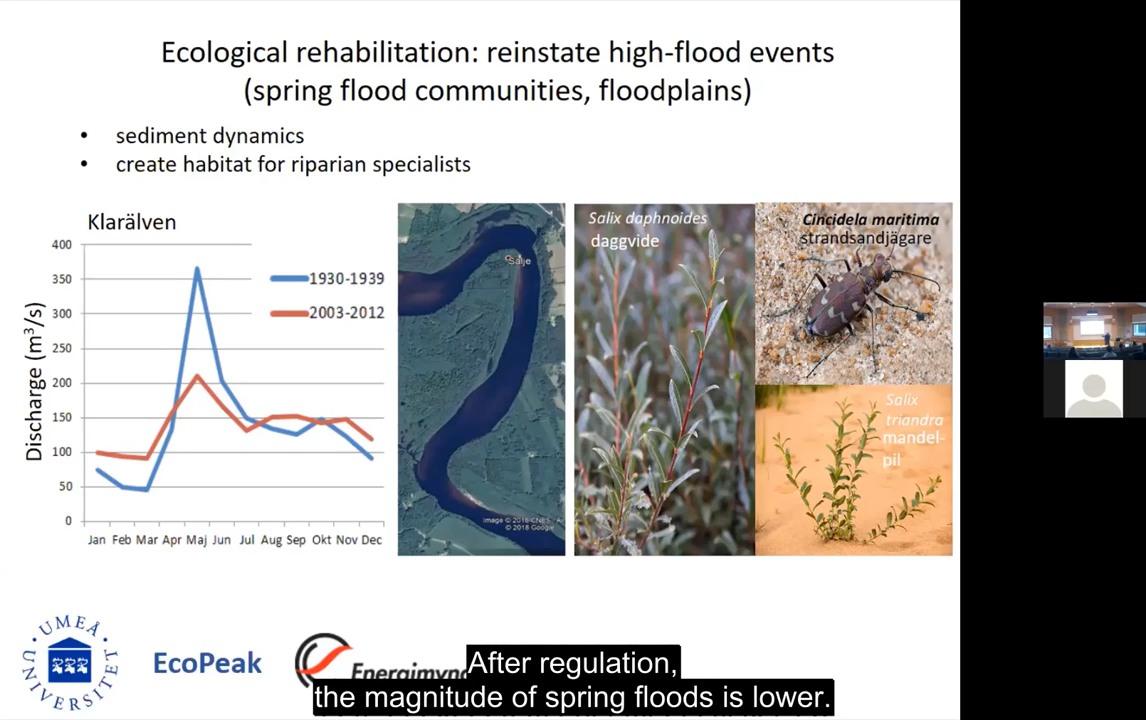 Ecological rehabilitation: reinstate high-flood events
(spring flood communities, floodplains)
• sediment dynamics
• create habitat for riparian specialists
Klarälven
Discharge (m³/s)
400
350
300
250
200
150
100
50
0
Jan Feb Mar Apr Maj Jun Jul Aug Sep Okt Nov Dec
1930-1939
2003-2012
Sälje
Image © 2018 CNES
© 2018 Google
Salix daphnoides
daggvide
Cincidela maritima
strandsandjägare
Salix
triandra
mandel-
pil
UMEÅ
UNIVERSITET
EcoPeak
After regulation,
the magnitude of spring floods is lower.